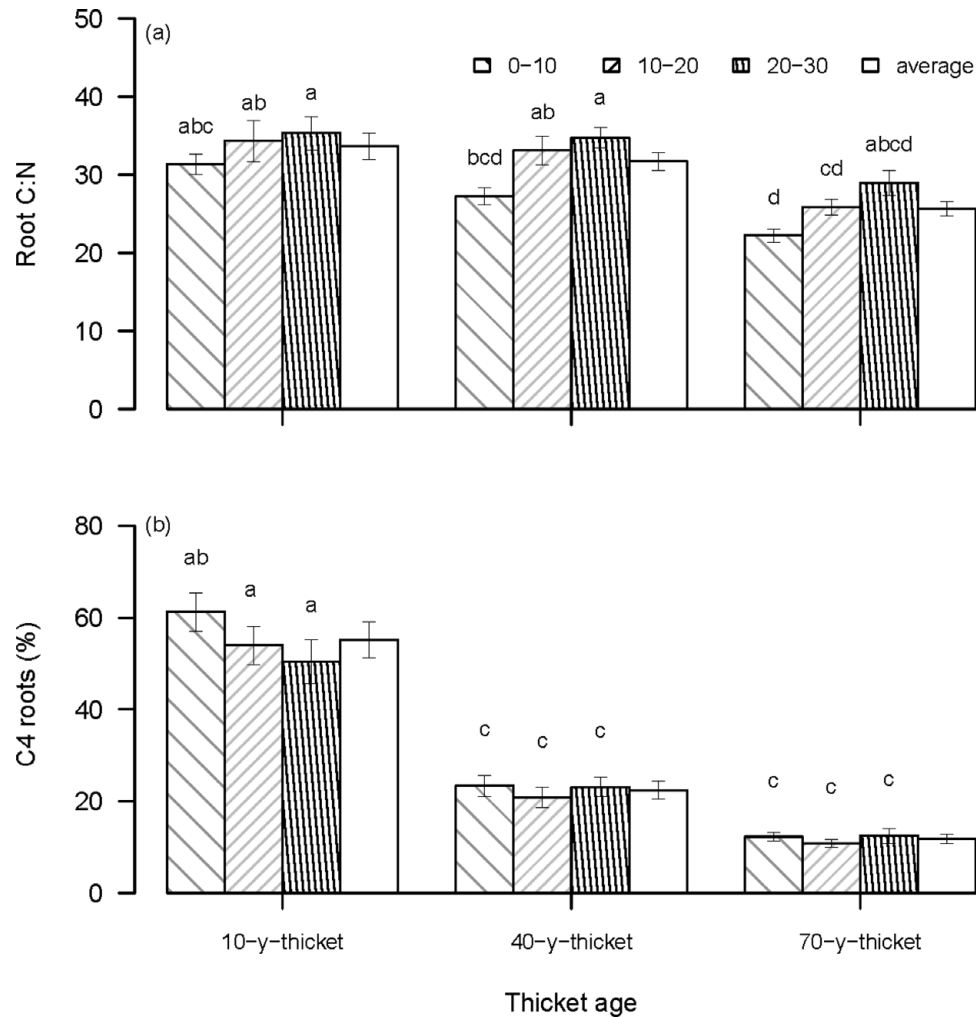 50
(a)
0−10 10−20 20−30 average
40
abc ab a
bcd ab a
d cd abcd
30
20
10
0
Root C:N
80
(b)
ab a a
60
40
c c c
c c c
20
0
C4 roots (%)
10−y−thicket 40−y−thicket 70−y−thicket
Thicket age